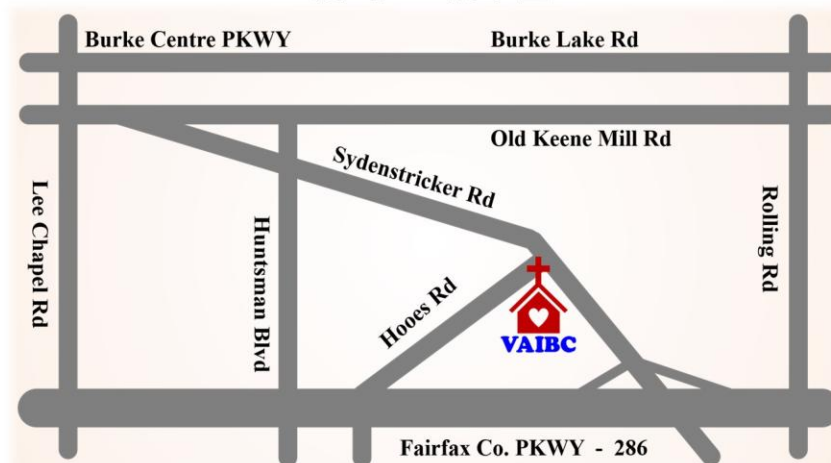 Burke Centre PKWY
Burke Lake Rd
Old Keene Mill Rd
Sydenstricker Rd
Lee Chapel Rd
Huntsman Blvd
Hooes Rd
Rolling Rd
VAIBC
Fairfax Co. PKWY - 286